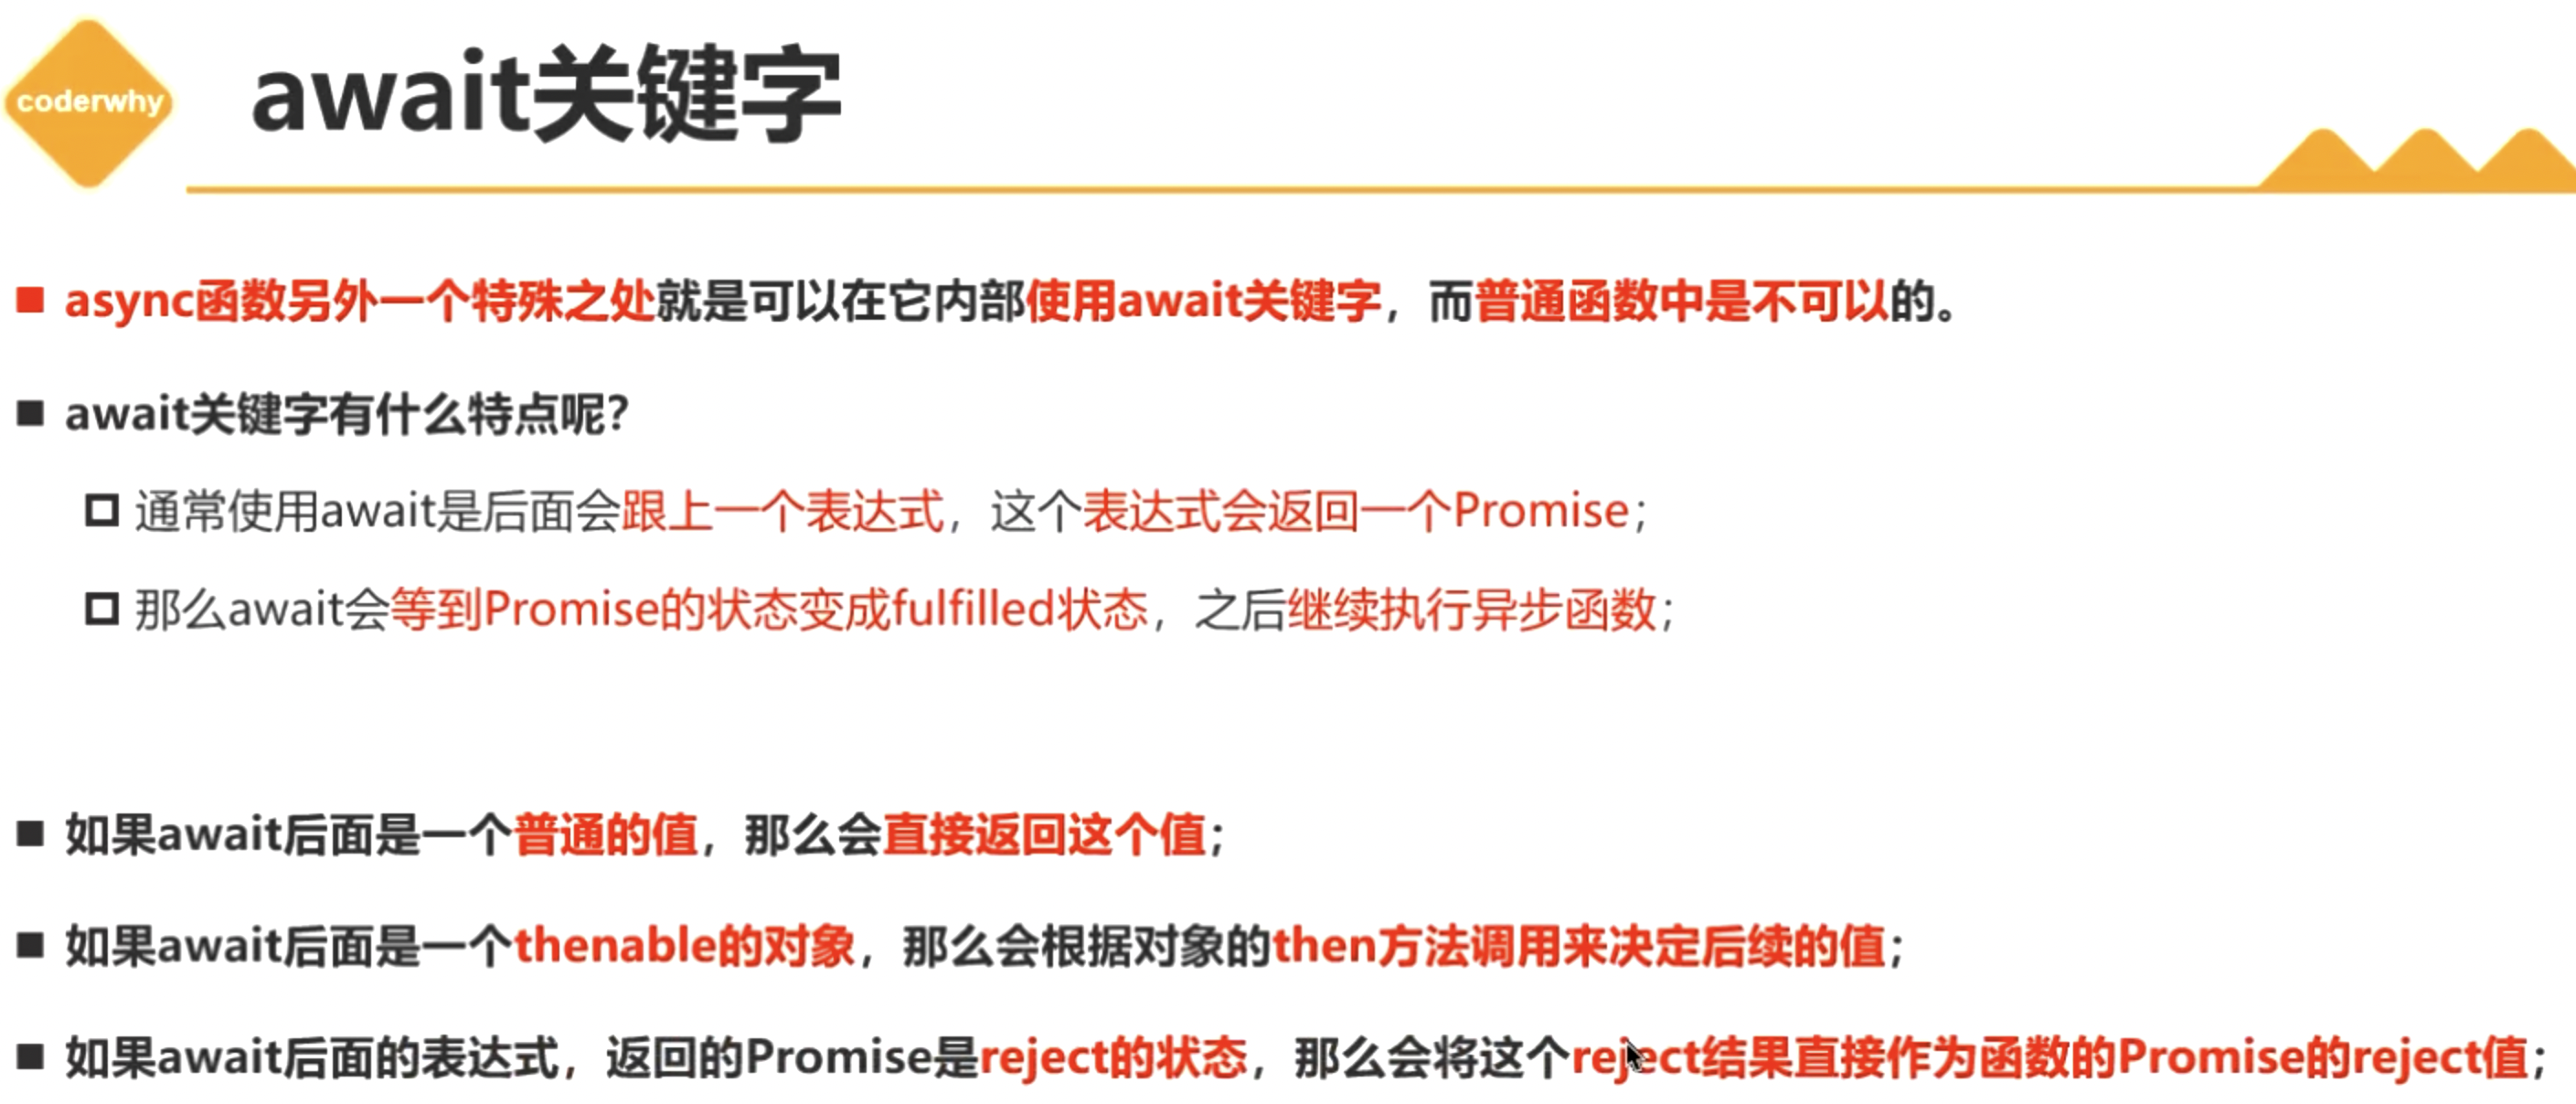 coderwhy
await关键字
async函数另外一个特殊之处就是可以在它内部使用await关键字，而普通函数中是不可以的。
await关键字有什么特点呢？
通常使用await是后面会跟上一个表达式，这个表达式会返回一个Promise；
那么await会等到Promise的状态变成fulfilled状态，之后继续执行异步函数；
如果await后面是一个普通的值，那么会直接返回这个值；
如果await后面是一个thenable的对象，那么会根据对象的then方法调用来决定后续的值；
如果await后面的表达式，返回的Promise是reject的状态，那么会将这个reject结果直接作为函数的Promise的reject值；